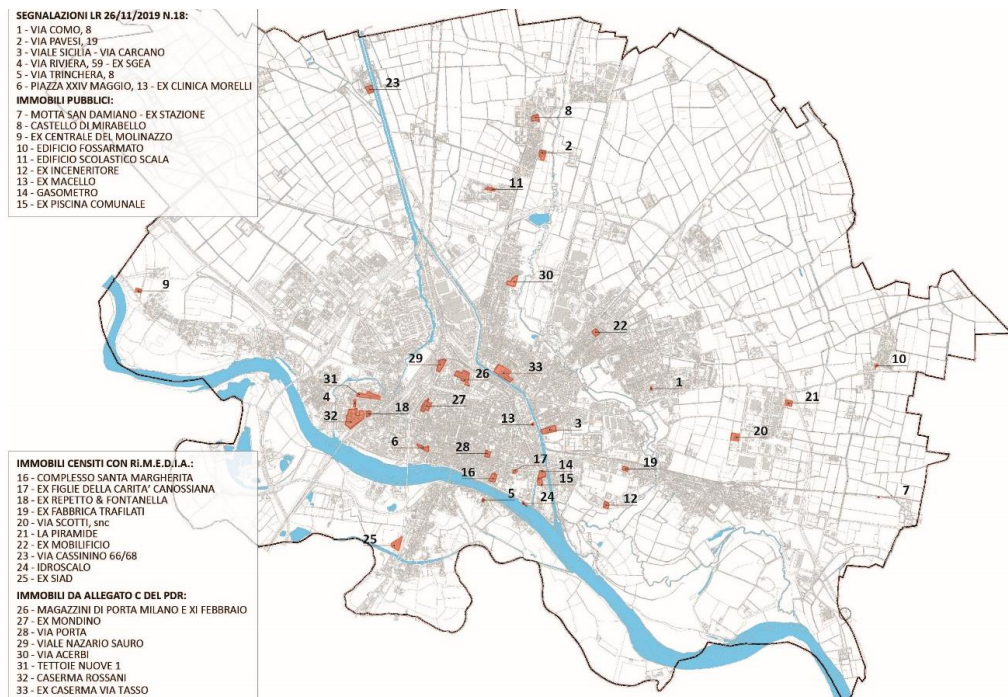 SEGNALAZIONI LR 26/11/2019 N.18:
1 - VIA COMO, 8
2 - VIA PAVESI, 19
3 - VIALE SICILIA - VIA CARCANO
4 - VIA RIVIERA, 59 - EX SGEA
5 - VIA TRINCHERA, 8
6 - PIAZZA XXIV MAGGIO, 13 - EX CLINICA MORELLI
IMMOBILI PUBBLICI:
7 - MOTTA SAN DAMIANO - EX STAZIONE
8 - CASTELLO DI MIRABELLO
9 - EX CENTRALE DEL MOLINAZZO
10 - EDIFICIO FOSSARMATO
11 - EDIFICIO SCOLASTICO SCALA
12 - EX INCENERITORE
13 - EX MACELLO
14 - GASOMETRO
15 - EX PISCINA COMUNALE
23
8
2
11
30
9
22
29
26
33
10
31
4
1
21
27
32
18
13
3
20
6
28
17
14
19
16
15
7
5
24
12
25
IMMOBILI CENSITI CON Ri.M.E.D.I.A.:
16 - COMPLESSO SANTA MARGHERITA
17 - EX FIGLIE DELLA CARITA' CANOSSIANA
18 - EX REPETTO & FONTANELLA
19 - EX FABBRICA TRAFILATI
20 - VIA SCOTTI, snc
21 - LA PIRAMIDE
22 - EX MOBILIFICIO
23 - VIA CASSININO 66/68
24 - IDROSCALO
25 - EX SIAD
IMMOBILI DA ALLEGATO C DEL PDR:
26 - MAGAZZINI DI PORTA MILANO E XI FEBBRAIO
27 - EX MONDINO
28 - VIA PORTA
29 - VIALE NAZARIO SAURO
30 - VIA ACERBI
31 - TETTOIE NUOVE 1
32 - CASERMA ROSSANI
33 - EX CASERMA VIA TASSO